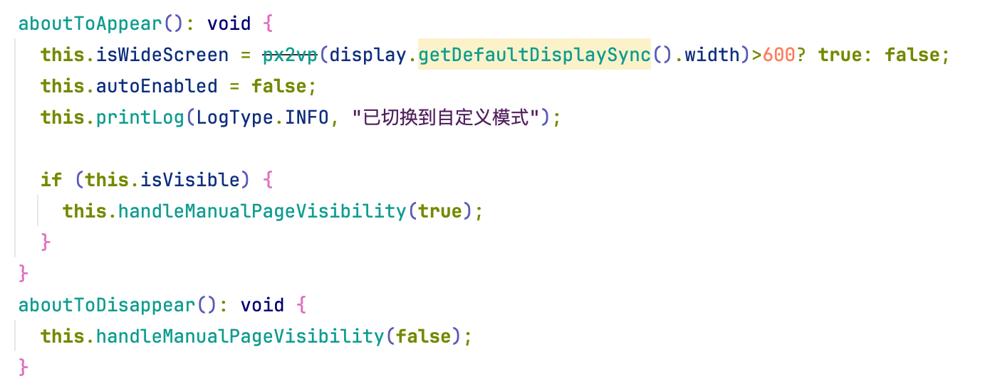 aboutToAppear(): void {
this.isWideScreen = px2vp(display.getDefaultDisplaySync().width)>600? true: false;
this.autoEnabled = false;
this.printLog(LogType.INFO, "已切换到自定义模式");
if (this.isVisible) {
this.handleManualPageVisibility(true);
}
}
aboutToDisappear(): void {
this.handleManualPageVisibility(false);
}